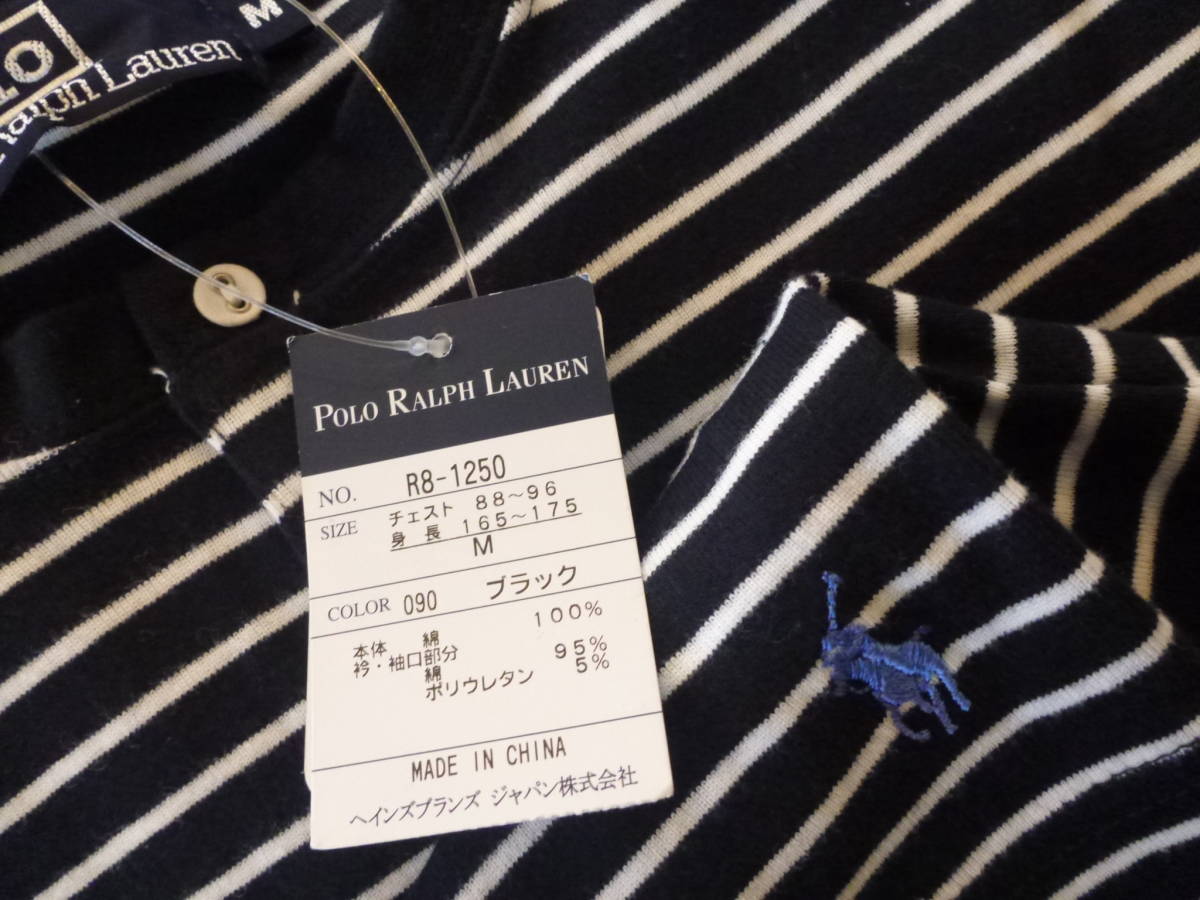 M
Ralph Lauren
POLO RALPH LAUREN
NO. R8-1250
SIZE チェスト 88～96
身長 165～175
M
COLOR 090 ブラック
本体 綿 100%
衿・袖口部分
綿 95%
ポリウレタン 5%
MADE IN CHINA
ヘインズブランズ ジャパン株式会社